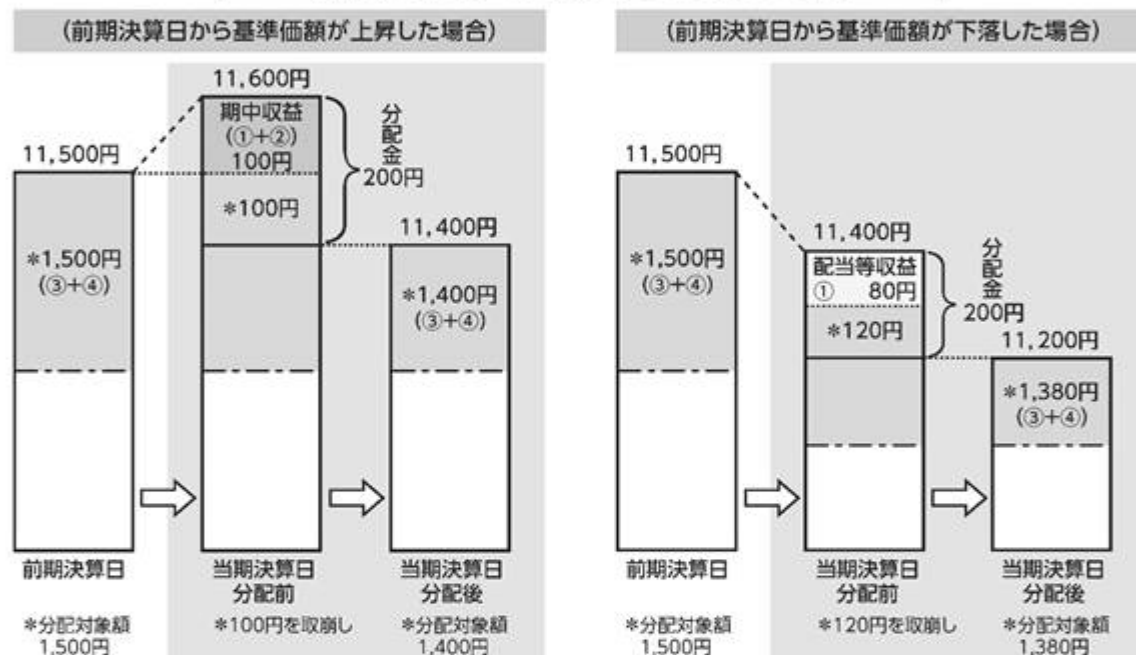 (前期決算日から基準価額が上昇した場合)
11,500円
*1,500円
(③+④)
前期決算日
*分配対象額
1,500円
11,600円
期中収益
(①+②)
100円
*100円
分配金
200円
当期決算日
分配前
*100円を取崩し
11,400円
*1,400円
(③+④)
当期決算日
分配後
*分配対象額
1,400円
(前期決算日から基準価額が下落した場合)
11,500円
*1,500円
(③+④)
前期決算日
*分配対象額
1,500円
11,400円
配当等収益
① 80円
*120円
分配金
200円
当期決算日
分配前
*120円を取崩し
11,200円
*1,380円
(③+④)
当期決算日
分配後
*分配対象額
1,380円